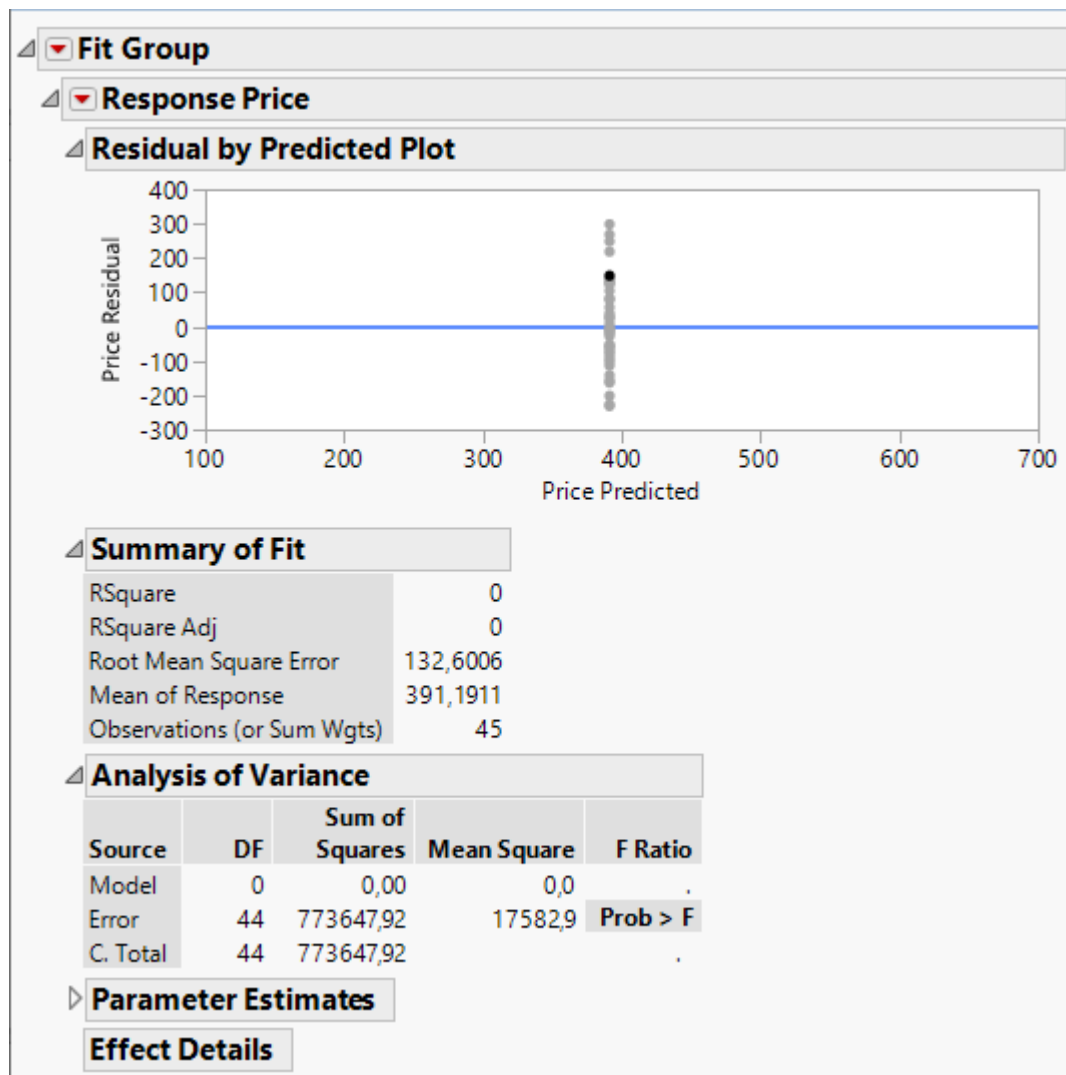 Fit Group
Response Price
Residual by Predicted Plot
400
300
200
100
0
-100
-200
-300
Price Residual
100 200 300 400 500 600 700
Price Predicted
Summary of Fit
RSquare 0
RSquare Adj 0
Root Mean Square Error 132,6006
Mean of Response 391,1911
Observations (or Sum Wgts) 45
Analysis of Variance
Source DF Sum of Squares Mean Square F Ratio
Model 0 0,00 0,0 .
Error 44 773647,92 17582,9 Prob > F
C. Total 44 773647,92 .
Parameter Estimates
Effect Details